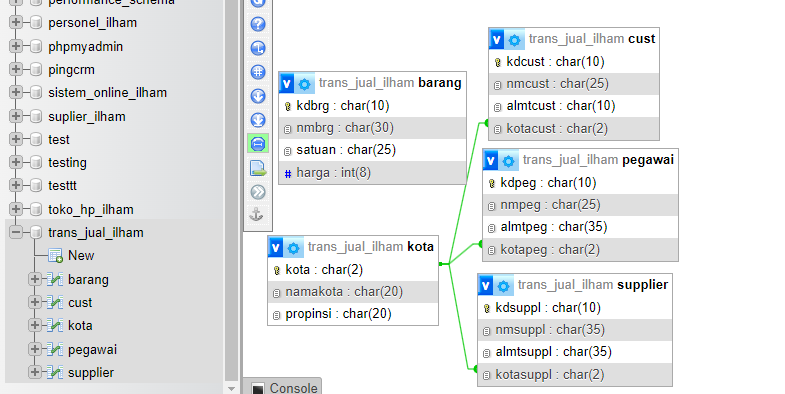 performance_schema
personel_ilham
phpmyadmin
pingcrm
sistem_online_ilham
suplier_ilham
test
testing
testtt
toko_hp_ilham
trans_jual_ilham
New
barang
cust
kota
pegawai
supplier
trans_jual_ilham barang
kdbrg : char(10)
nmbrg : char(30)
satuan : char(25)
# harga : int(8)
trans_jual_ilham cust
kdcust : char(10)
nmcust : char(25)
almtcust : char(10)
kotacust : char(2)
trans_jual_ilham pegawai
kdpeg : char(10)
nmpeg : char(25)
almtpeg : char(35)
kotapeg : char(2)
trans_jual_ilham kota
kota : char(2)
namakota : char(20)
propinsi : char(20)
trans_jual_ilham supplier
kdsuppl : char(10)
nmsuppl : char(35)
almtsuppl : char(35)
kotasuppl : char(2)
Console